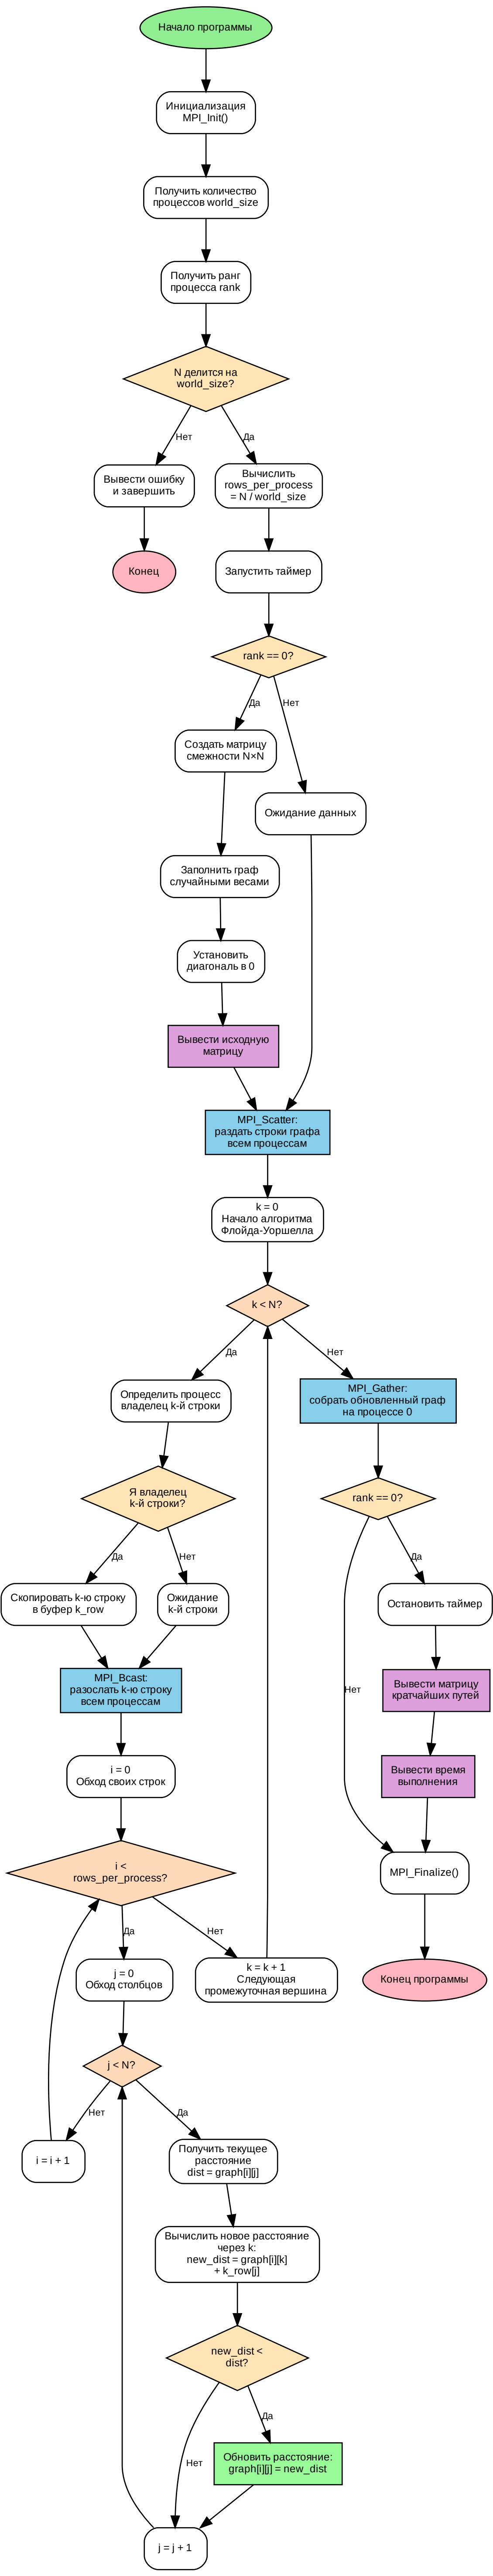 Начало программы
Инициализация
MPI_Init()
Получить количество
процессов world_size
Получить ранг
процесса rank
N делится на
world_size?
Нет
Да
Вывести ошибку
и завершить
Вычислить
rows_per_process
= N / world_size
Конец
Запустить таймер
rank == 0?
Да
Нет
Создать матрицу
смежности N×N
Ожидание данных
Заполнить граф
случайными весами
Установить
диагональ в 0
Вывести исходную
матрицу
MPI_Scatter:
раздать строки графа
всем процессам
k = 0
Начало алгоритма
Флойда-Уоршелла
k < N?
Да
Нет
Определить процесс
владелец k-й строки
MPI_Gather:
собрать обновленный граф
на процессе 0
Я владелец
k-й строки?
rank == 0?
Да
Нет
Да
Скопировать k-ю строку
в буфер k_row
Ожидание
k-й строки
Остановить таймер
Нет
MPI_Bcast:
разослать k-ю строку
всем процессам
Вывести матрицу
кратчайших путей
i = 0
Обход своих строк
Вывести время
выполнения
i <
rows_per_process?
MPI_Finalize()
Да
Нет
j = 0
Обход столбцов
k = k + 1
Следующая
промежуточная вершина
Конец программы
j < N?
Нет
Да
i = i + 1
Получить текущее
расстояние
dist = graph[i][j]
Вычислить новое расстояние
через k:
new_dist = graph[i][k]
+ k_row[j]
new_dist <
dist?
Да
Нет
Обновить расстояние:
graph[i][j] = new_dist
j = j + 1